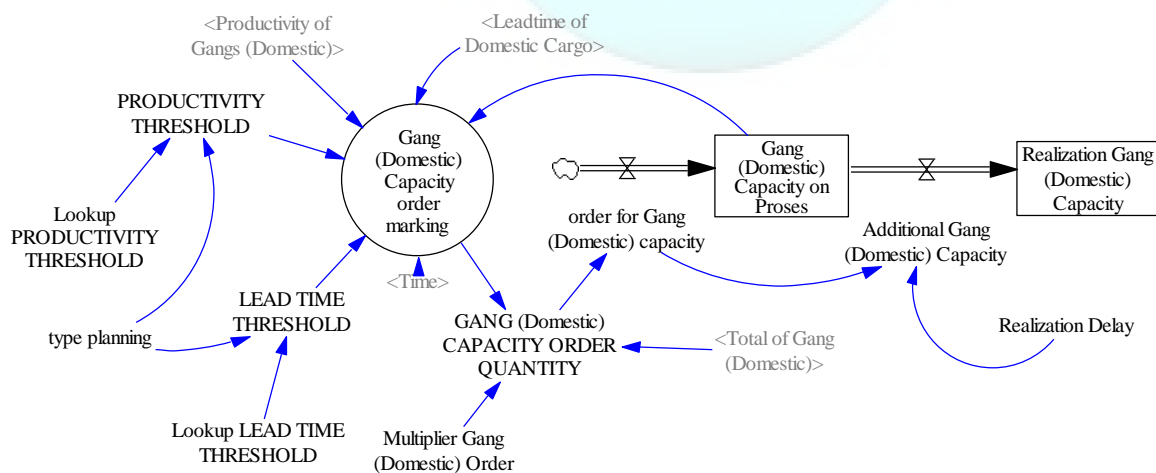 <Productivity of
Gangs (Domestic)>
<Leadtime of
Domestic Cargo>
PRODUCTIVITY
THRESHOLD
Gang
(Domestic)
Capacity
order
marking
Gang
(Domestic)
Capacity on
Proses
Realization Gang
(Domestic)
Capacity
Lookup
PRODUCTIVITY
THRESHOLD
order for Gang
(Domestic) capacity
Additional Gang
(Domestic) Capacity
<Time>
LEAD TIME
THRESHOLD
type planning
GANG (Domestic)
CAPACITY ORDER
QUANTITY
<Total of Gang
(Domestic)>
Realization Delay
Lookup LEAD TIME
THRESHOLD
Multiplier Gang
(Domestic) Order